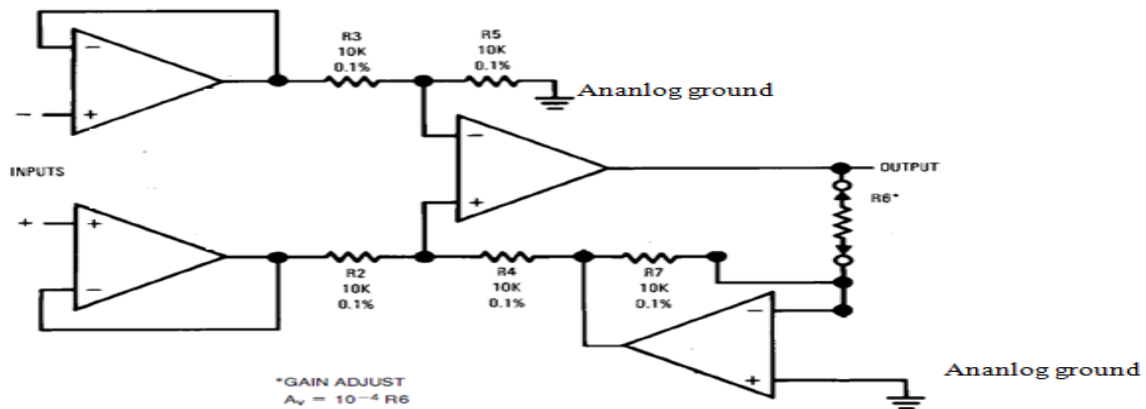 R3
10K
0.1%
R5
10K
0.1%
Ananlog ground
−
+
−
−
+
INPUTS
OUTPUT
R6*
+
+
−
R2
10K
0.1%
R4
10K
0.1%
R7
10K
0.1%
−
+
Ananlog ground
*GAIN ADJUST
Av = 10−4 R6